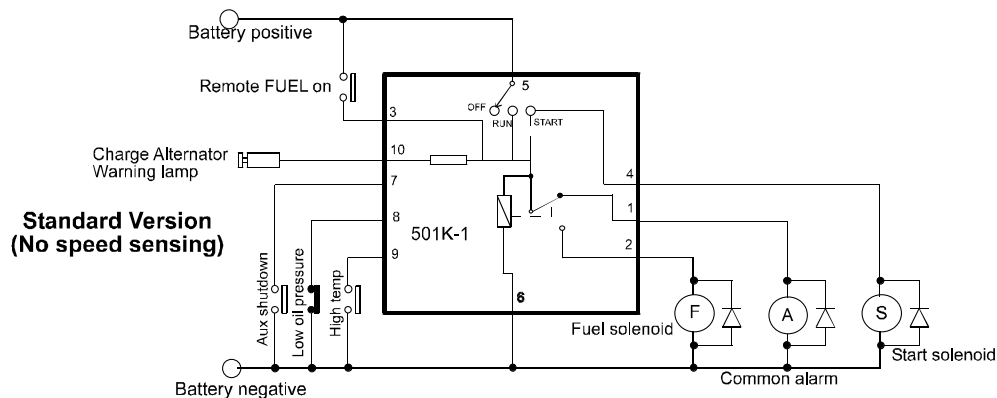 Battery positive
Remote FUEL on
5
OFF
RUN
START
3
10
Charge Alternator
Warning lamp
7
4
Standard Version
(No speed sensing)
8
1
501K-1
9
2
Aux shutdown
Low oil pressure
High temp
6
F
A
S
Fuel solenoid
Start solenoid
Common alarm
Battery negative